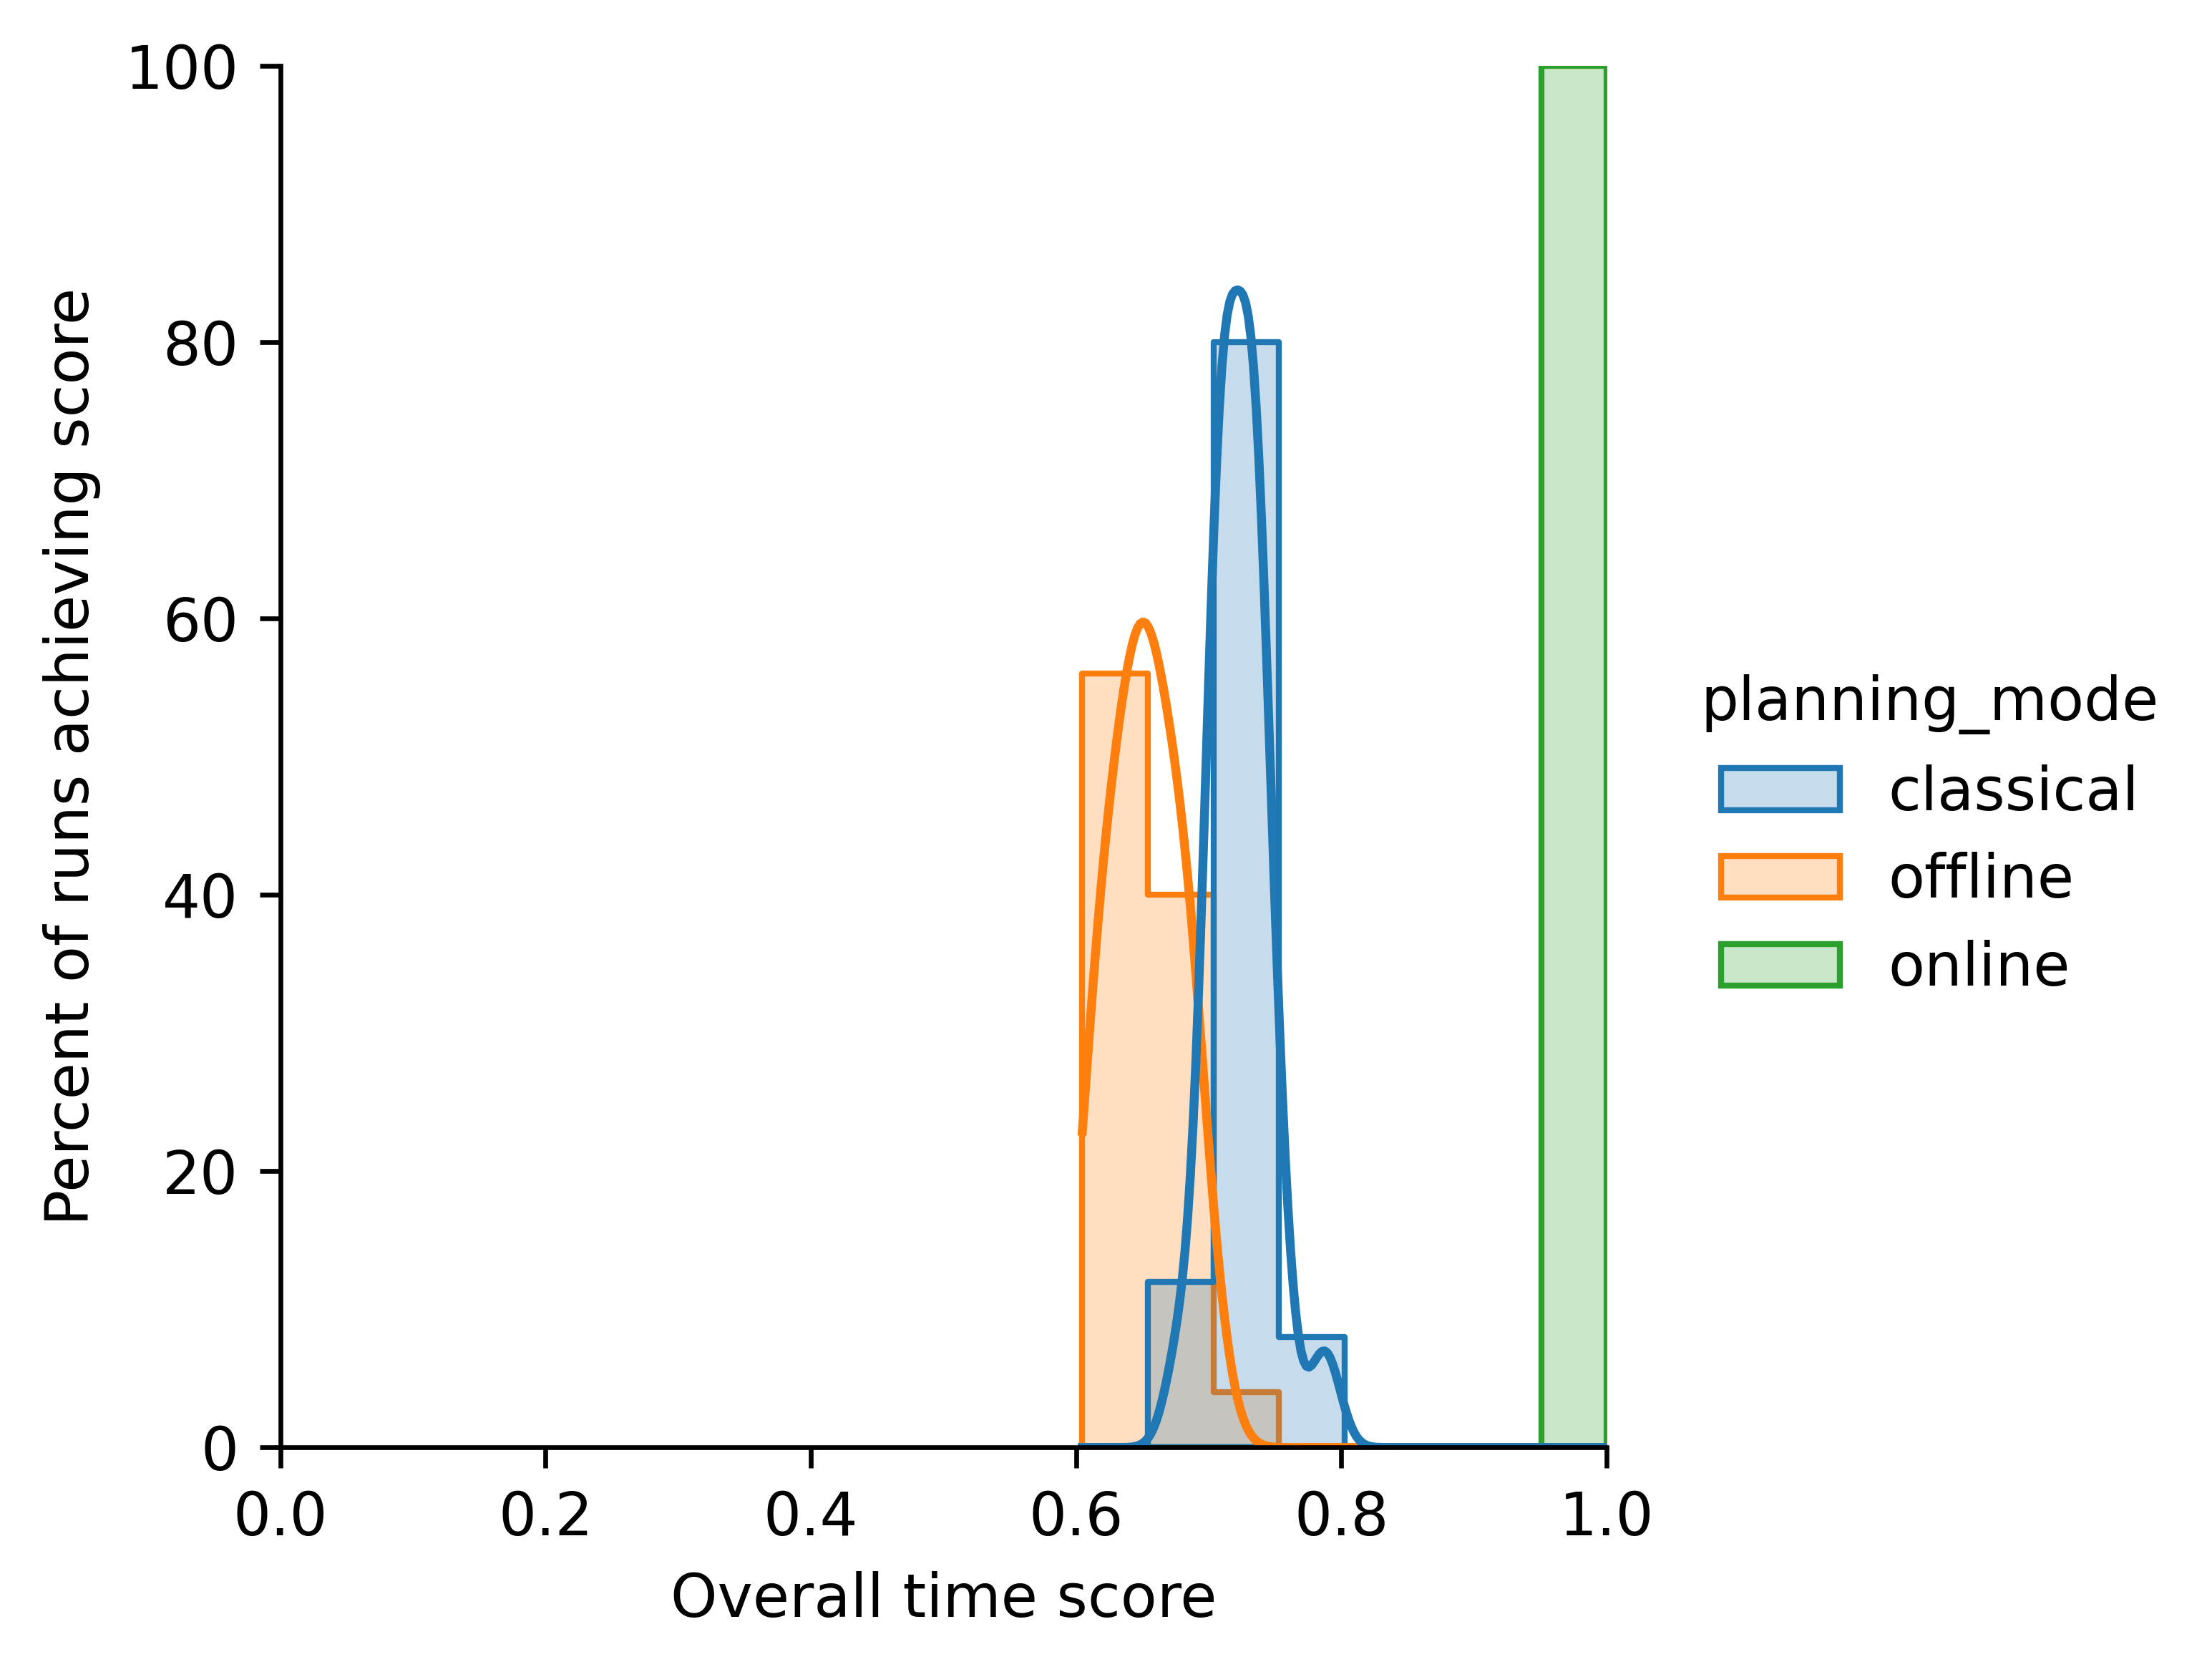 Percent of runs achieving score
100
80
60
40
20
0
0.0 0.2 0.4 0.6 0.8 1.0
Overall time score
planning_mode
classical
offline
online